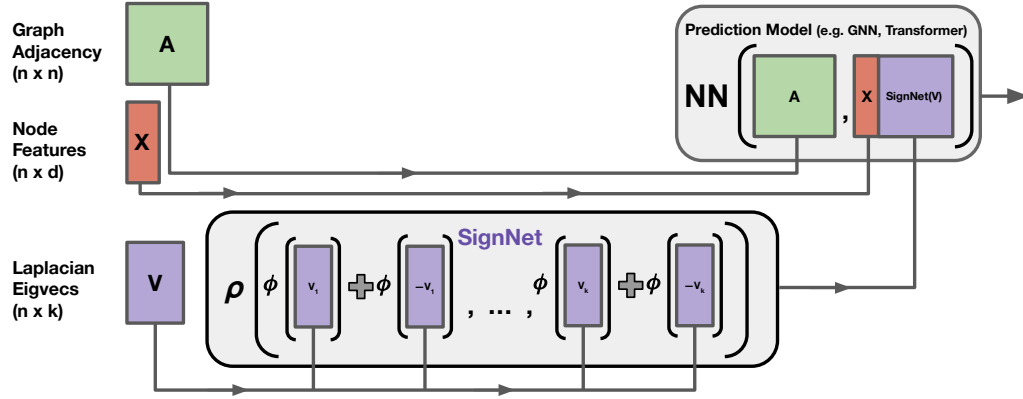 Graph
Adjacency
(n x n)
A
Prediction Model (e.g. GNN, Transformer)
NN ( A , X SignNet(V) )
Node
Features
(n x d)
X
SignNet
Laplacian
Eigvecs
(n x k)
V
ρ ( ϕ ( v₁ ) + ϕ ( −v₁ ) , ... , ϕ ( vₖ ) + ϕ ( −vₖ ) )